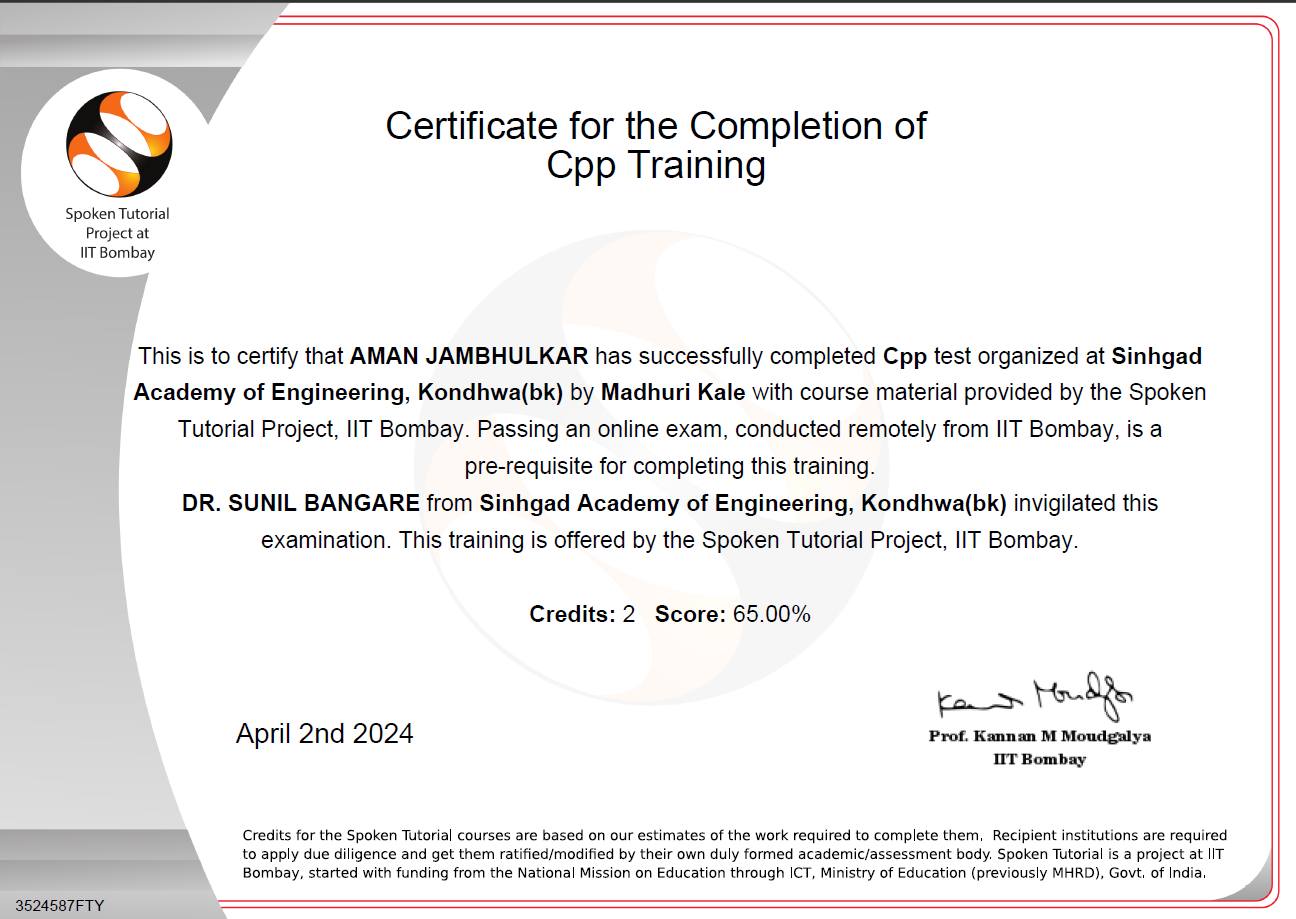 Certificate for the Completion of
Cpp Training
Spoken Tutorial
Project at
IIT Bombay
This is to certify that AMAN JAMBHULKAR has successfully completed Cpp test organized at Sinhgad
Academy of Engineering, Kondhwa(bk) by Madhuri Kale with course material provided by the Spoken
Tutorial Project, IIT Bombay. Passing an online exam, conducted remotely from IIT Bombay, is a
pre-requisite for completing this training.
DR. SUNIL BANGARE from Sinhgad Academy of Engineering, Kondhwa(bk) invigilated this
examination. This training is offered by the Spoken Tutorial Project, IIT Bombay.
Credits: 2 Score: 65.00%
April 2nd 2024
Prof. Kannan M Moudgalya
IIT Bombay
Credits for the Spoken Tutorial courses are based on our estimates of the work required to complete them. Recipient institutions are required
to apply due diligence and get them ratified/modified by their own duly formed academic/assessment body. Spoken Tutorial is a project at IIT
Bombay, started with funding from the National Mission on Education through ICT, Ministry of Education (previously MHRD), Govt. of India.
3524587FTY